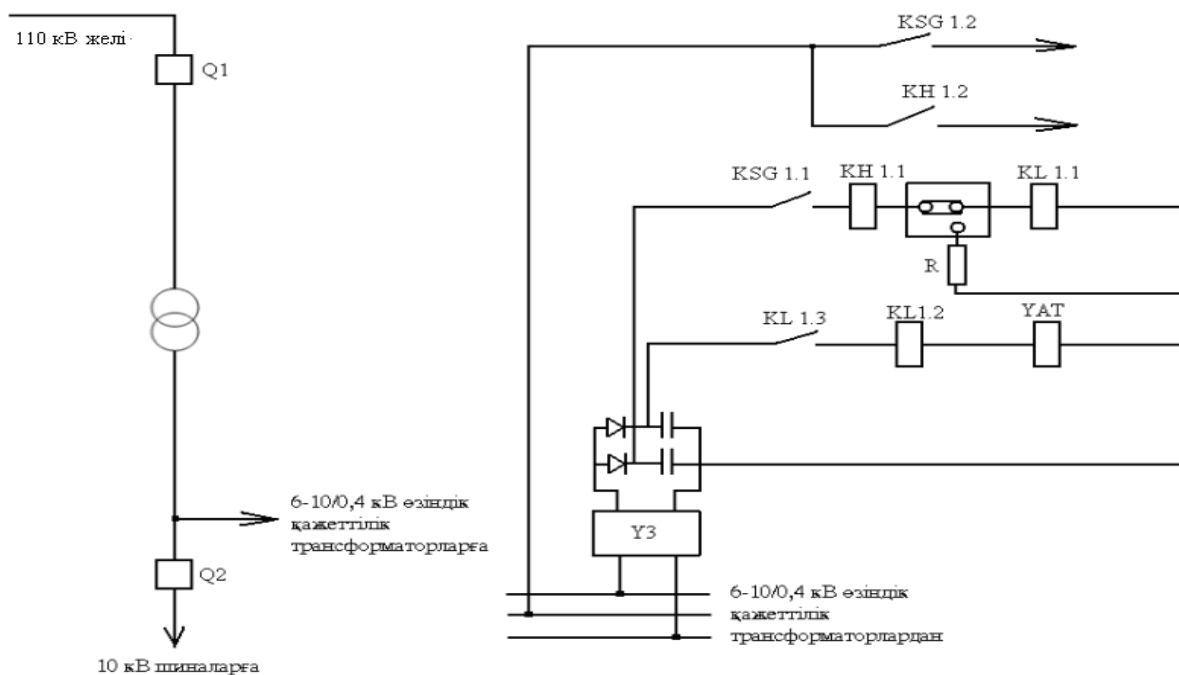 110 кВ желі
Q1
6-10/0,4 кВ өзіндік
қажеттілік
трансформаторларға
Q2
10 кВ шиналарға
KSG 1.2
KH 1.2
KSG 1.1
KH 1.1
KL 1.1
R
KL 1.3
KL1.2
YAT
УЗ
6-10/0,4 кВ өзіндік
қажеттілік
трансформаторлардан